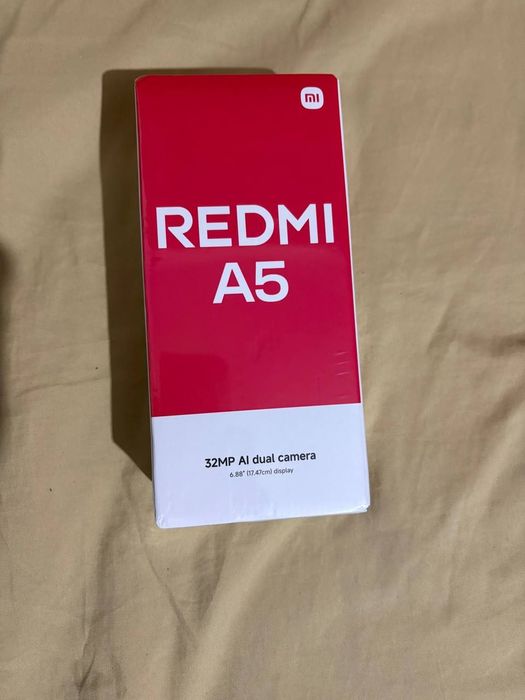 mi
REDMI
A5
32MP AI dual camera
6.88" (17.47cm) display